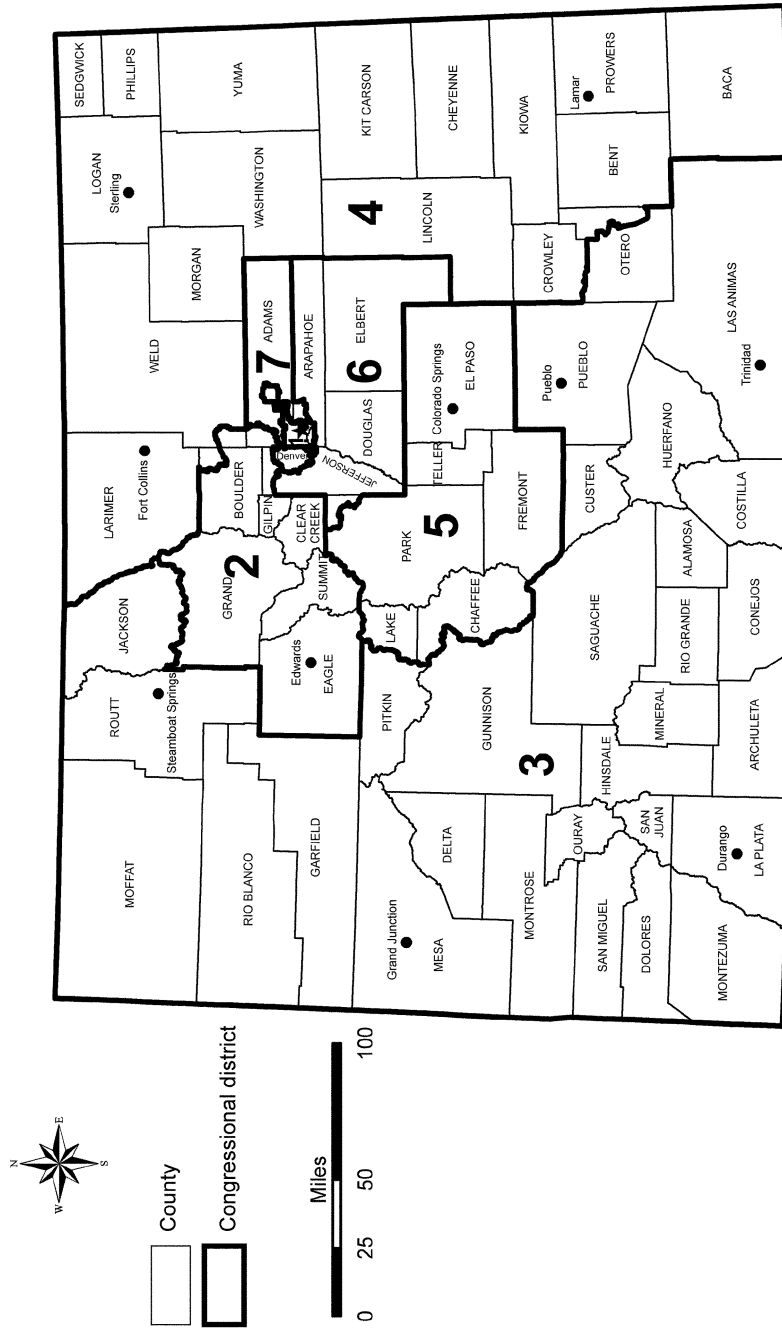 N
E
S
W
County
Congressional district
Miles
0
25
50
100
MOFFAT
ROUTT
Steamboat Springs
JACKSON
LARIMER
Fort Collins
WELD
LOGAN
Sterling
SEDGWICK
PHILLIPS
MORGAN
WASHINGTON
YUMA
RIO BLANCO
GARFIELD
GRAND
2
BOULDER
GILPIN
CLEAR
CREEK
SUMMIT
Edwards
EAGLE
Denver
JEFFERSON
ADAMS
7
ARAPAHOE
6
ELBERT
DOUGLAS
4
LINCOLN
KIT CARSON
CHEYENNE
KIOWA
Grand Junction
MESA
DELTA
PITKIN
GUNNISON
LAKE
CHAFFEE
PARK
5
TELLER
Colorado Springs
EL PASO
FREMONT
CROWLEY
OTERO
BENT
Lamar
PROWERS
BACA
MONTROSE
OURAY
3
SAN MIGUEL
DOLORES
SAN
JUAN
HINSDALE
MINERAL
SAGUACHE
RIO GRANDE
ALAMOSA
CUSTER
Pueblo
PUEBLO
HUERFANO
LAS ANIMAS
Trinidad
COSTILLA
CONEJOS
ARCHULETA
Durango
LA PLATA
MONTEZUMA